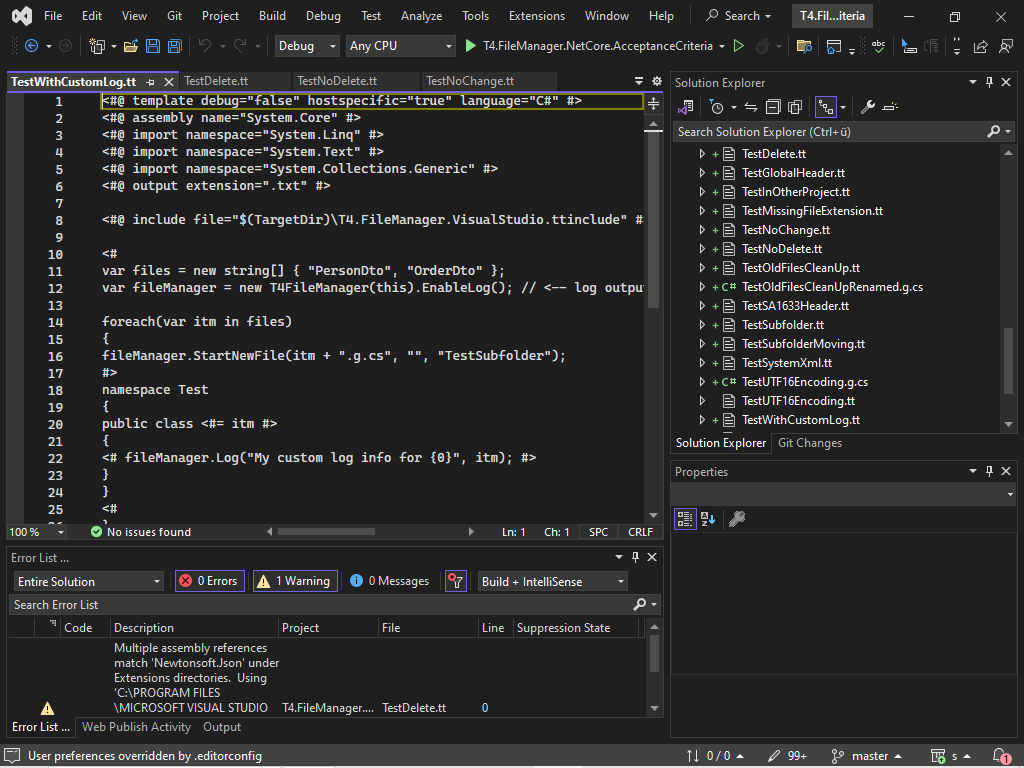 File Edit View Git Project Build Debug Test Analyze Tools Extensions Window Help Search T4.Fil...iteria
Debug Any CPU T4.FileManager.NetCore.AcceptanceCriteria
TestWithCustomLog.tt TestDelete.tt TestNoDelete.tt TestNoChange.tt
1 <#@ template debug="false" hostspecific="true" language="C#" #>
2 <#@ assembly name="System.Core" #>
3 <#@ import namespace="System.Linq" #>
4 <#@ import namespace="System.Text" #>
5 <#@ import namespace="System.Collections.Generic" #>
6 <#@ output extension=".txt" #>
7
8 <#@ include file="$(TargetDir)\T4.FileManager.VisualStudio.ttinclude" #
9
10 <#
11 var files = new string[] { "PersonDto", "OrderDto" };
12 var fileManager = new T4FileManager(this).EnableLog(); // <-- log outpu
13
14 foreach(var itm in files)
15 {
16 fileManager.StartNewFile(itm + ".g.cs", "", "TestSubfolder");
17 #>
18 namespace Test
19 {
20 public class <#= itm #>
21 {
22 <# fileManager.Log("My custom log info for {0}", itm); #>
23 }
24 }
25 <#
100 % No issues found Ln: 1 Ch: 1 SPC CRLF
Solution Explorer
Search Solution Explorer (Ctrl+ü)
+ TestDelete.tt
+ TestGlobalHeader.tt
+ TestInOtherProject.tt
+ TestMissingFileExtension.tt
+ TestNoChange.tt
+ TestNoDelete.tt
+ TestOldFilesCleanUp.tt
+ C# TestOldFilesCleanUpRenamed.g.cs
+ TestSA1633Header.tt
+ TestSubfolder.tt
+ TestSubfolderMoving.tt
+ TestSystemXml.tt
+ C# TestUTF16Encoding.g.cs
TestUTF16Encoding.tt
+ TestWithCustomLog.tt
Solution Explorer Git Changes
Properties
Error List ...
Entire Solution 0 Errors 1 Warning 0 Messages Build + IntelliSense
Search Error List
Code Description Project File Line Suppression State
Multiple assembly references
match 'NewtonsoftJson' under
Extensions directories. Using
'C:\PROGRAM FILES
\MICROSOFT VISUAL STUDIO T4.FileManager.... TestDelete.tt 0
Error List ... Web Publish Activity Output
User preferences overridden by .editorconfig 0 / 0 99+ master s 1